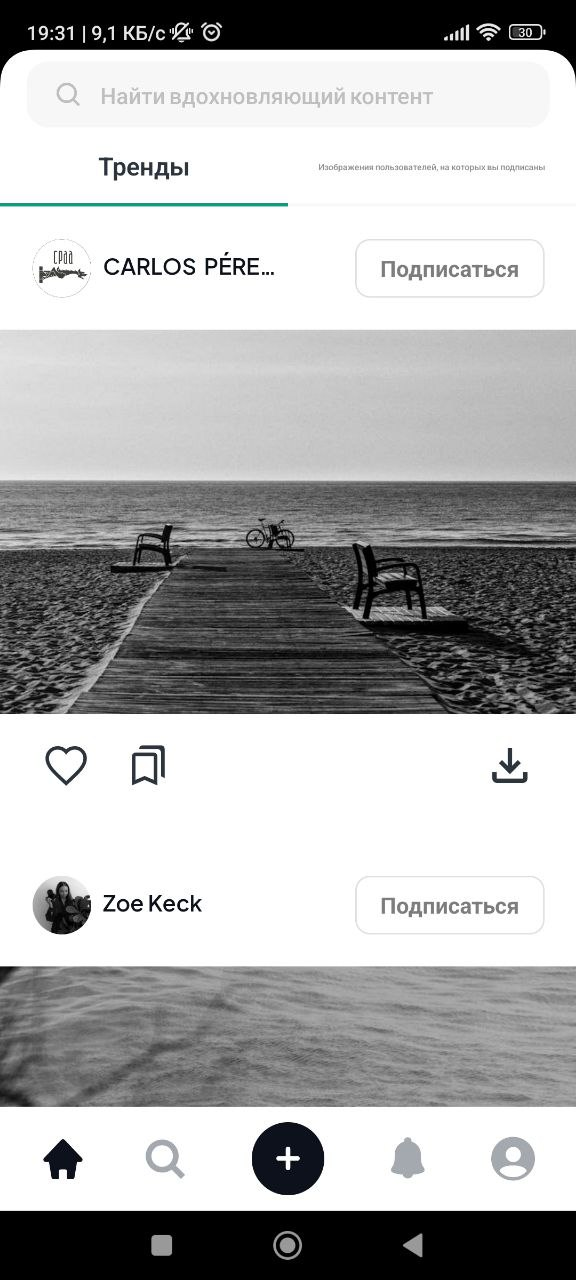 19:31 | 9,1 КБ/с
30
Найти вдохновляющий контент
Тренды
Изображения пользователей, на которых вы подписаны
CARLOS PÉRE...
Подписаться
Zoe Keck
Подписаться